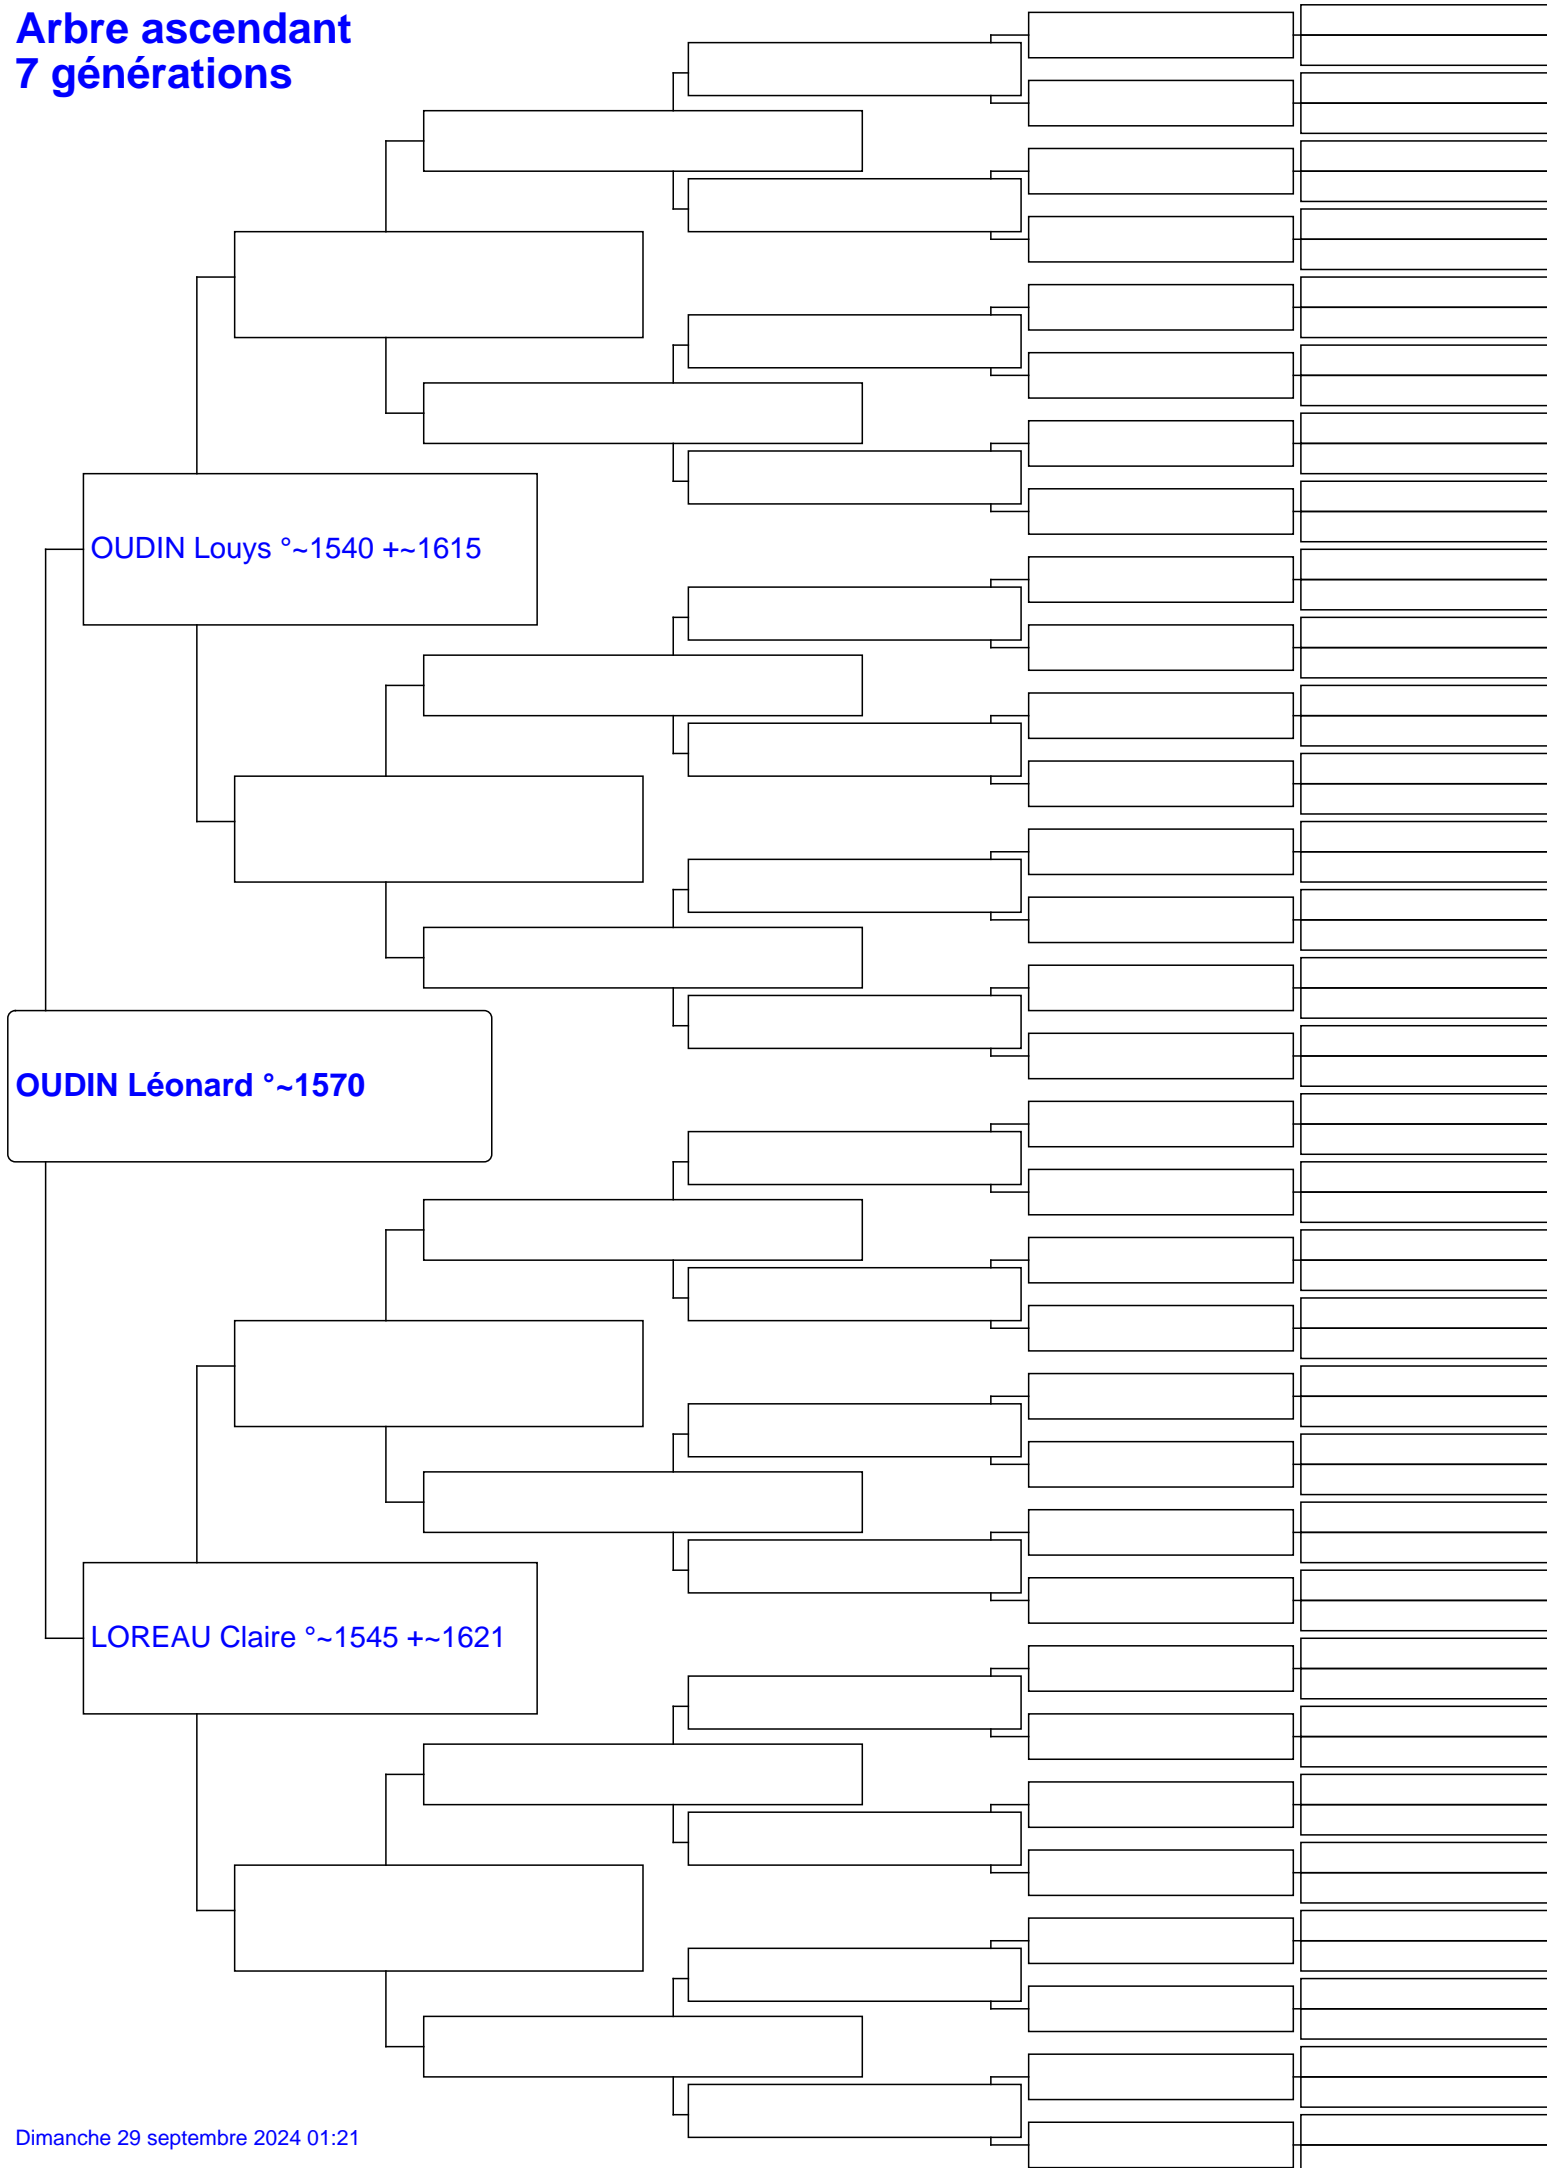 Arbre ascendant
7 générations
OUDIN Louys °~1540 +~1615
OUDIN Léonard °~1570
LOREAU Claire °~1545 +~1621
Dimanche 29 septembre 2024 01:21